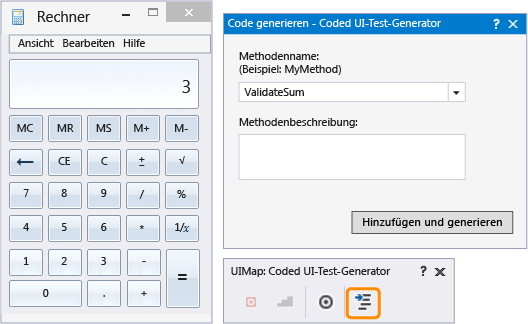 Rechner
Ansicht Bearbeiten Hilfe
3
MC MR MS M+ M-
← CE C ± √
7 8 9 / %
4 5 6 * 1/x
1 2 3 - =
0 . +
Code generieren - Coded UI-Test-Generator ? X
Methodenname:
(Beispiel: MyMethod)
ValidateSum
Methodenbeschreibung:
Hinzufügen und generieren
UIMap: Coded UI-Test-Generator ? X